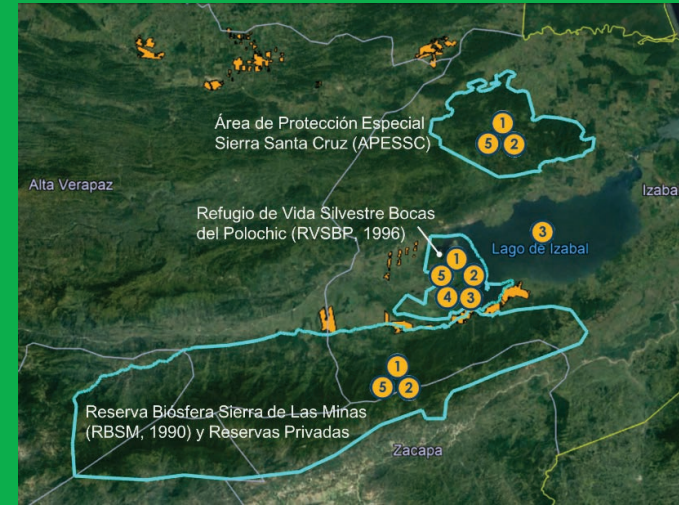 Área de Protección Especial
Sierra Santa Cruz (APESSC)
1
5 2
Alta Verapaz
Izabal
Refugio de Vida Silvestre Bocas
del Polochic (RVSBP, 1996)
3
Lago de Izabal
1
5 2
4 3
1
5 2
Reserva Biósfera Sierra de Las Minas
(RBSM, 1990) y Reservas Privadas
Zacapa